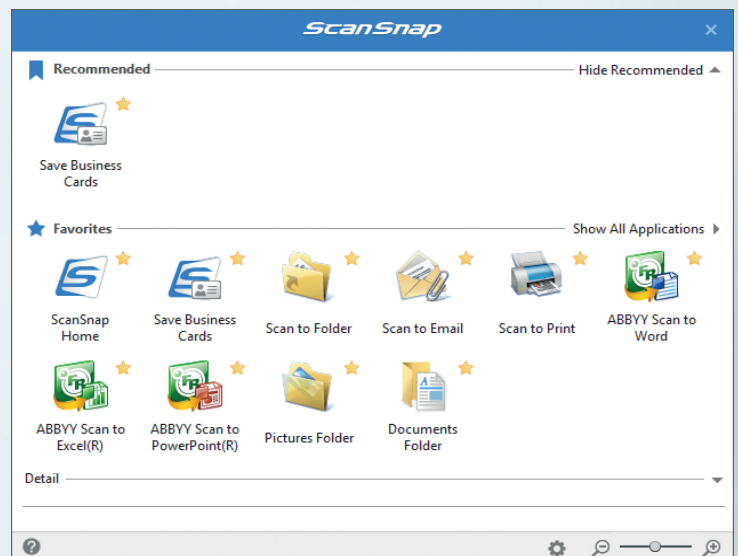 ScanSnap
Recommended
Hide Recommended
Save Business
Cards
Favorites
Show All Applications
ScanSnap
Home
Save Business
Cards
Scan to Folder
Scan to Email
Scan to Print
ABBYY Scan to
Word
ABBYY Scan to
Excel(R)
ABBYY Scan to
PowerPoint(R)
Pictures Folder
Documents
Folder
Detail